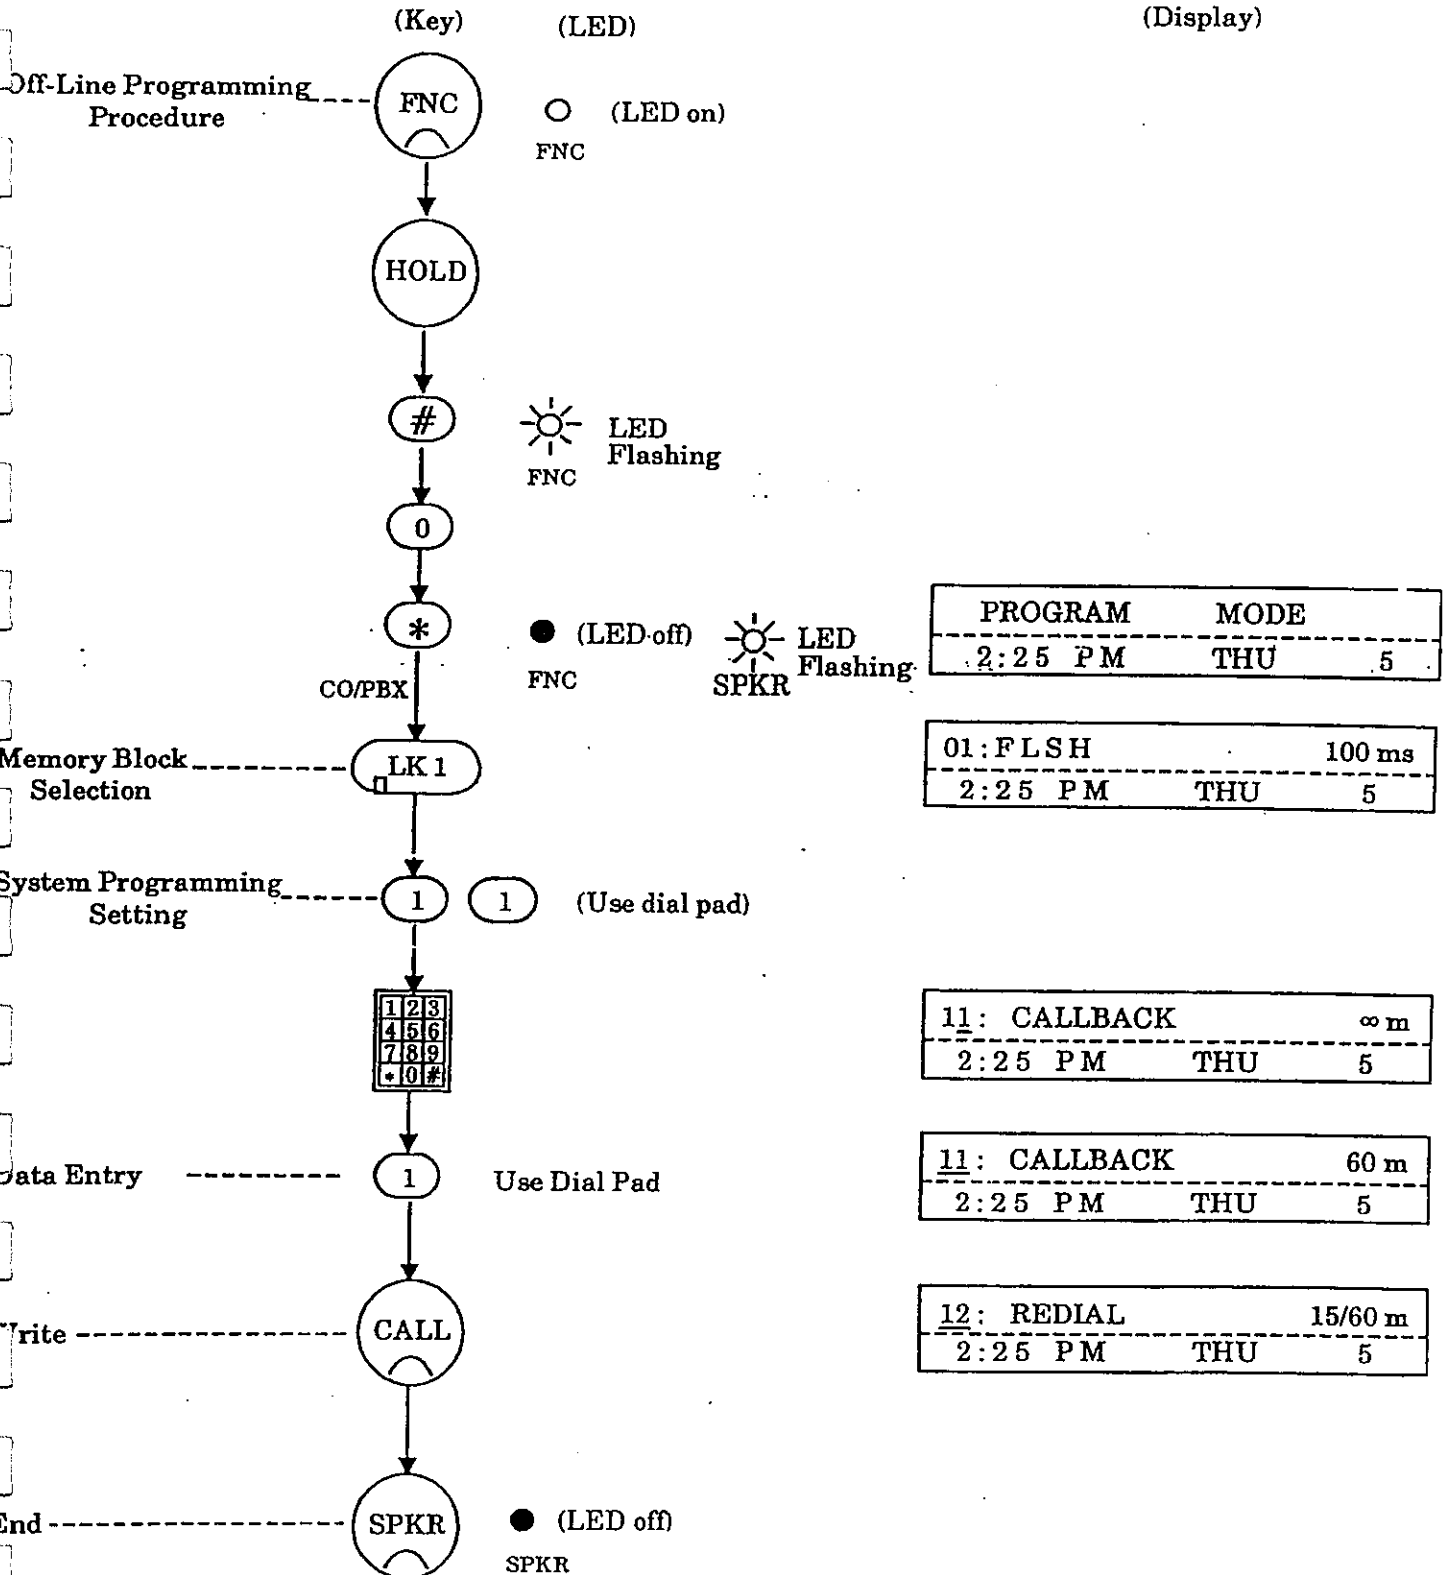 (Key) (LED) (Display)
Off-Line Programming
Procedure
FNC
(LED on)
FNC
HOLD
#
LED
Flashing
FNC
0
*
(LED off)
FNC
LED
Flashing
SPKR
PROGRAM MODE
2:25 PM THU 5
CO/PBX
Memory Block
Selection
LK 1
01:FLSH 100 ms
2:25 PM THU 5
System Programming
Setting
1 1 (Use dial pad)
1 2 3
4 5 6
7 8 9
* 0 #
11: CALLBACK ∞ m
2:25 PM THU 5
Data Entry
1 Use Dial Pad
11: CALLBACK 60 m
2:25 PM THU 5
Write
CALL
12: REDIAL 15/60 m
2:25 PM THU 5
End
SPKR
(LED off)
SPKR